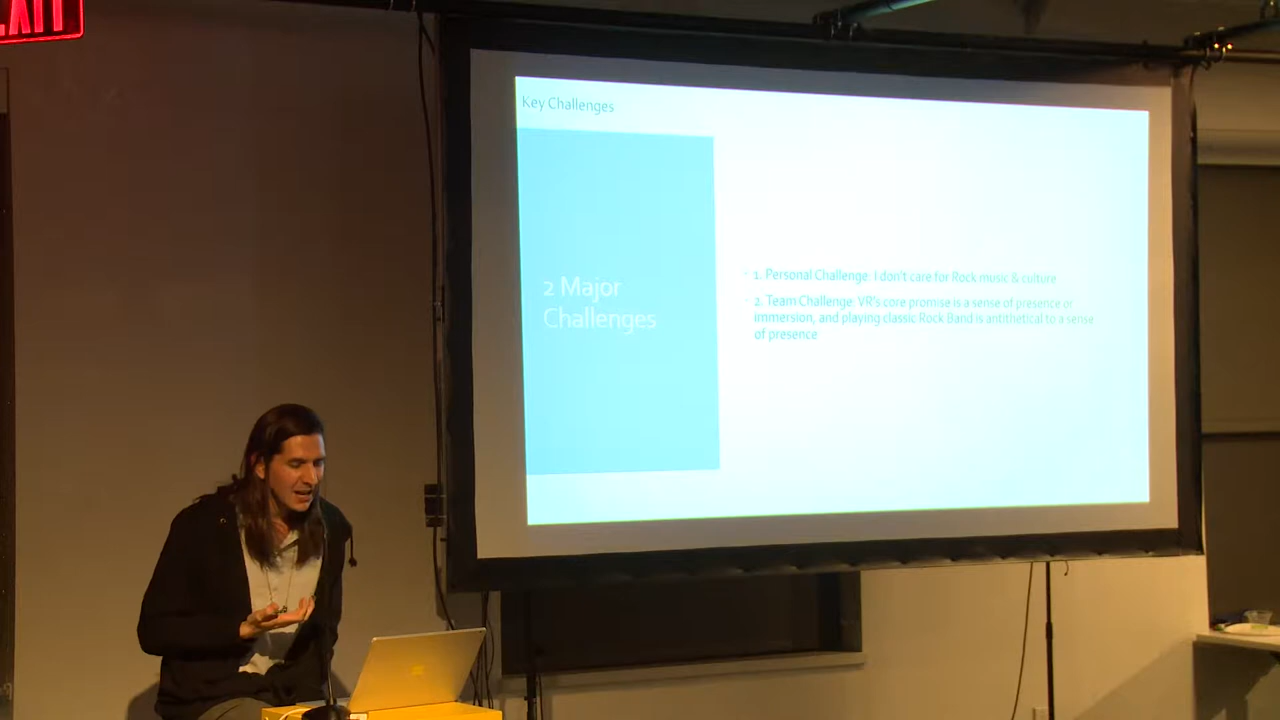 EXIT
Key Challenges
2 Major
Challenges
1. Personal Challenge: I don't care for Rock music & culture
2. Team Challenge: VR's core promise is a sense of presence or
immersion, and playing classic Rock Band is antithetical to a sense
of presence